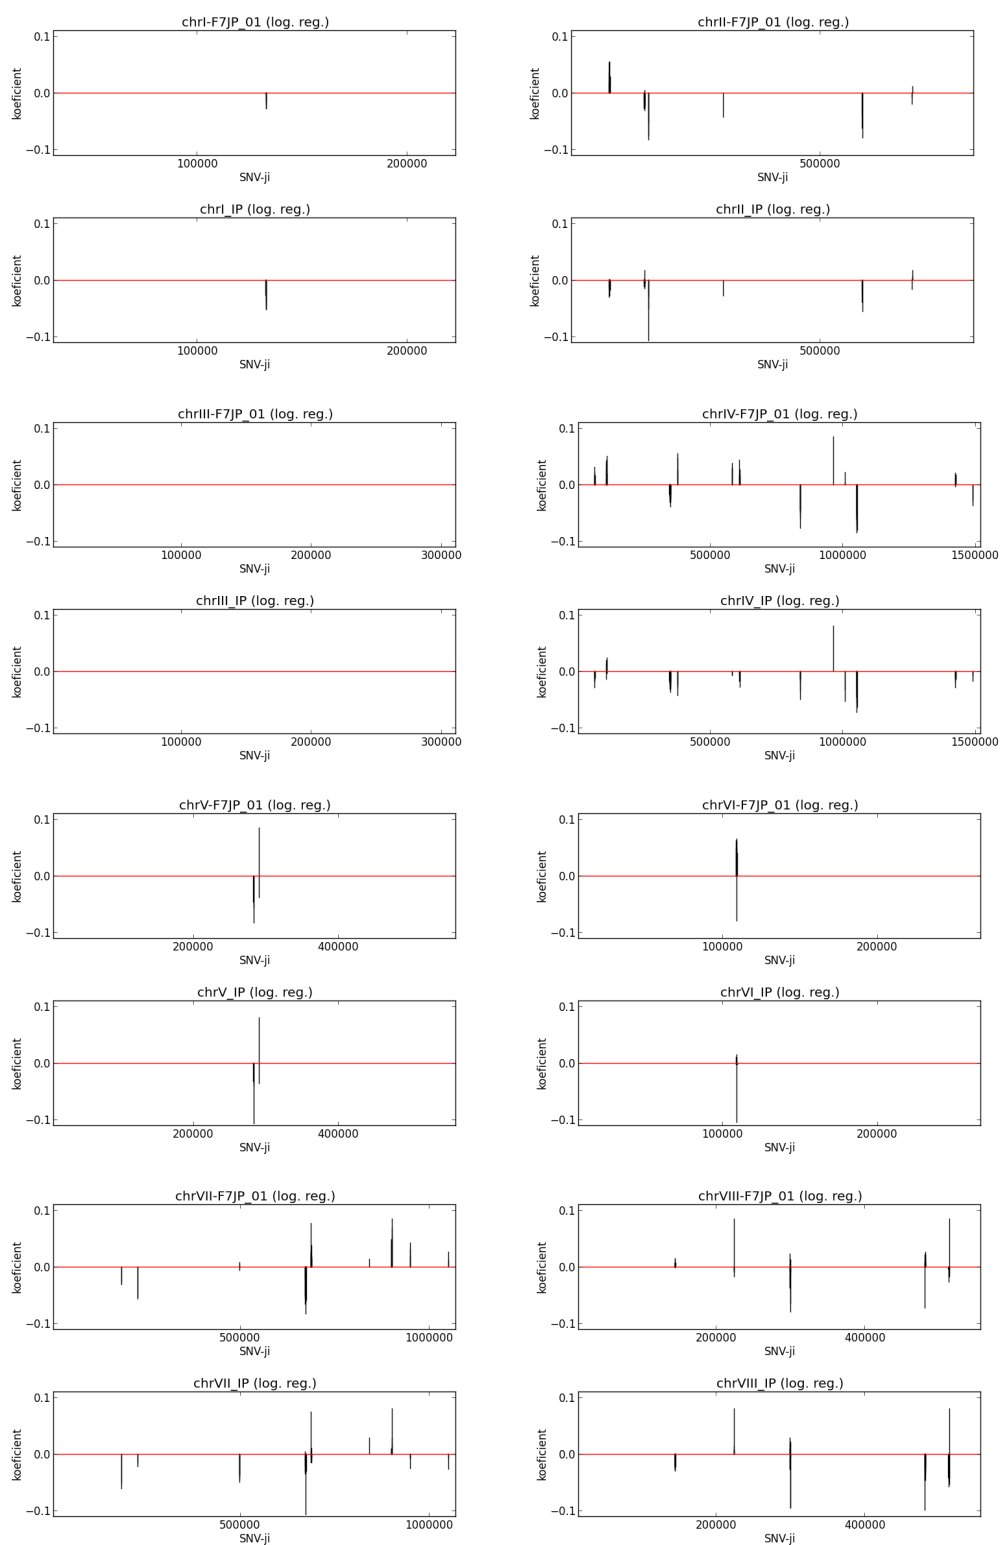 chrI-F7JP_01 (log. reg.)
0.1
0.0
−0.1
koeficient
100000 200000
SNV-ji
chrII-F7JP_01 (log. reg.)
0.1
0.0
−0.1
koeficient
500000
SNV-ji
chrI_IP (log. reg.)
0.1
0.0
−0.1
koeficient
100000 200000
SNV-ji
chrII_IP (log. reg.)
0.1
0.0
−0.1
koeficient
500000
SNV-ji
chrIII-F7JP_01 (log. reg.)
0.1
0.0
−0.1
koeficient
100000 200000 300000
SNV-ji
chrIV-F7JP_01 (log. reg.)
0.1
0.0
−0.1
koeficient
500000 1000000 1500000
SNV-ji
chrIII_IP (log. reg.)
0.1
0.0
−0.1
koeficient
100000 200000 300000
SNV-ji
chrIV_IP (log. reg.)
0.1
0.0
−0.1
koeficient
500000 1000000 1500000
SNV-ji
chrV-F7JP_01 (log. reg.)
0.1
0.0
−0.1
koeficient
200000 400000
SNV-ji
chrVI-F7JP_01 (log. reg.)
0.1
0.0
−0.1
koeficient
100000 200000
SNV-ji
chrV_IP (log. reg.)
0.1
0.0
−0.1
koeficient
200000 400000
SNV-ji
chrVI_IP (log. reg.)
0.1
0.0
−0.1
koeficient
100000 200000
SNV-ji
chrVII-F7JP_01 (log. reg.)
0.1
0.0
−0.1
koeficient
500000 1000000
SNV-ji
chrVIII-F7JP_01 (log. reg.)
0.1
0.0
−0.1
koeficient
200000 400000
SNV-ji
chrVII_IP (log. reg.)
0.1
0.0
−0.1
koeficient
500000 1000000
SNV-ji
chrVIII_IP (log. reg.)
0.1
0.0
−0.1
koeficient
200000 400000
SNV-ji